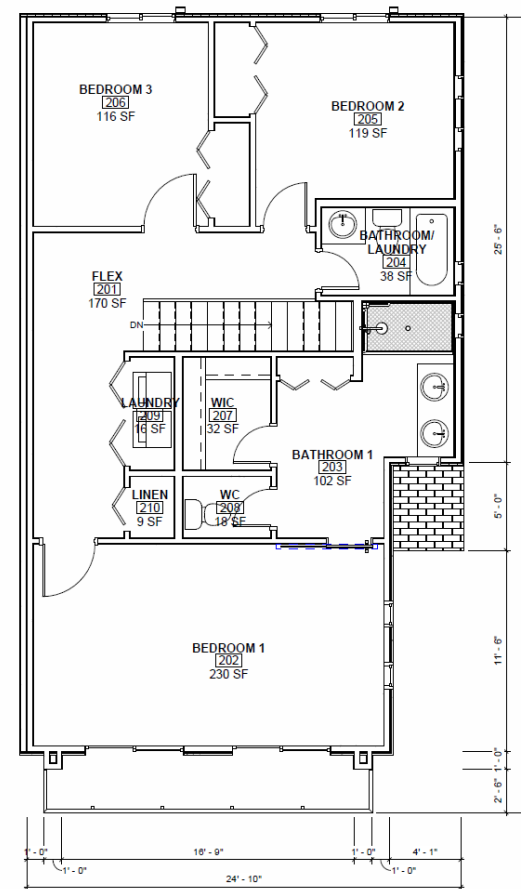 BEDROOM 3
206
116 SF
BEDROOM 2
205
119 SF
BATHROOM/
LAUNDRY
204
38 SF
FLEX
201
170 SF
DN
LAUNDRY
209
16 SF
WIC
207
32 SF
BATHROOM 1
203
102 SF
LINEN
210
9 SF
WC
208
18 SF
BEDROOM 1
202
230 SF
25' - 6"
5' - 0"
11' - 6"
1' - 0"
2' - 6"
1' - 0"
16' - 9"
1' - 0"
4' - 1"
1' - 0"
1' - 0"
24' - 10"